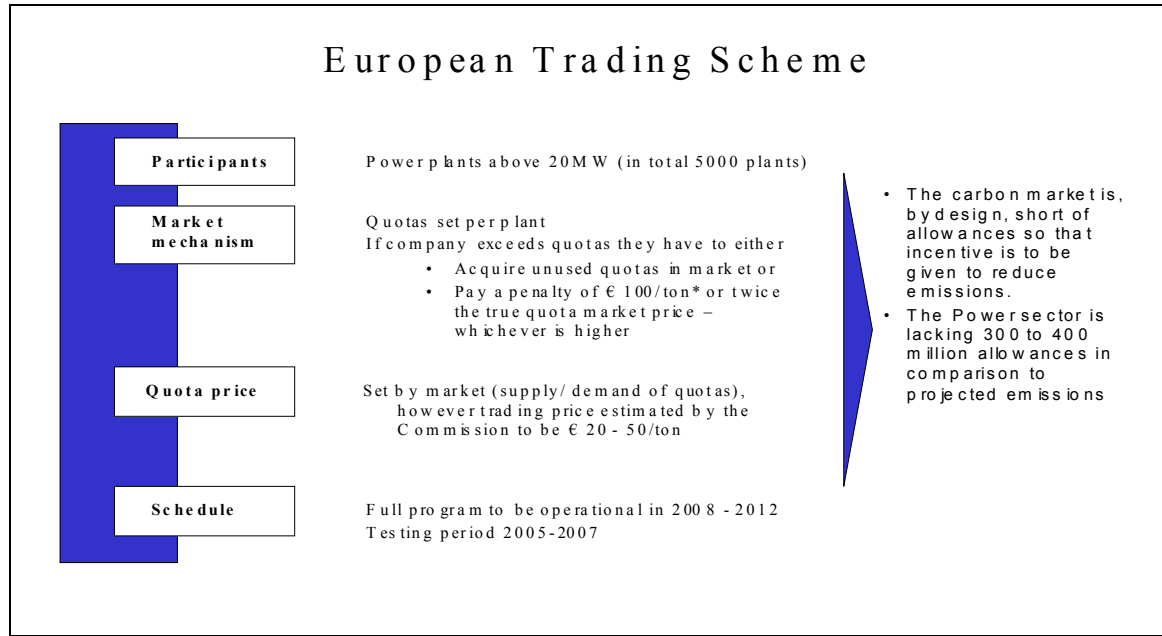 European Trading Scheme
Participants
Power plants above 20MW (in total 5000 plants)
Market
mechanism
Quotas set per plant
If company exceeds quotas they have to either
• Acquire unused quotas in market or
• Pay a penalty of € 100/ton* or twice
the true quota market price –
whichever is higher
Quota price
Set by market (supply/ demand of quotas),
however trading price estimated by the
Commission to be € 20 - 50/ton
Schedule
Full program to be operational in 2008 - 2012
Testing period 2005-2007
• The carbon market is,
by design, short of
allowances so that
incentive is to be
given to reduce
emissions.
• The Power sector is
lacking 300 to 400
million allowances in
comparison to
projected emissions